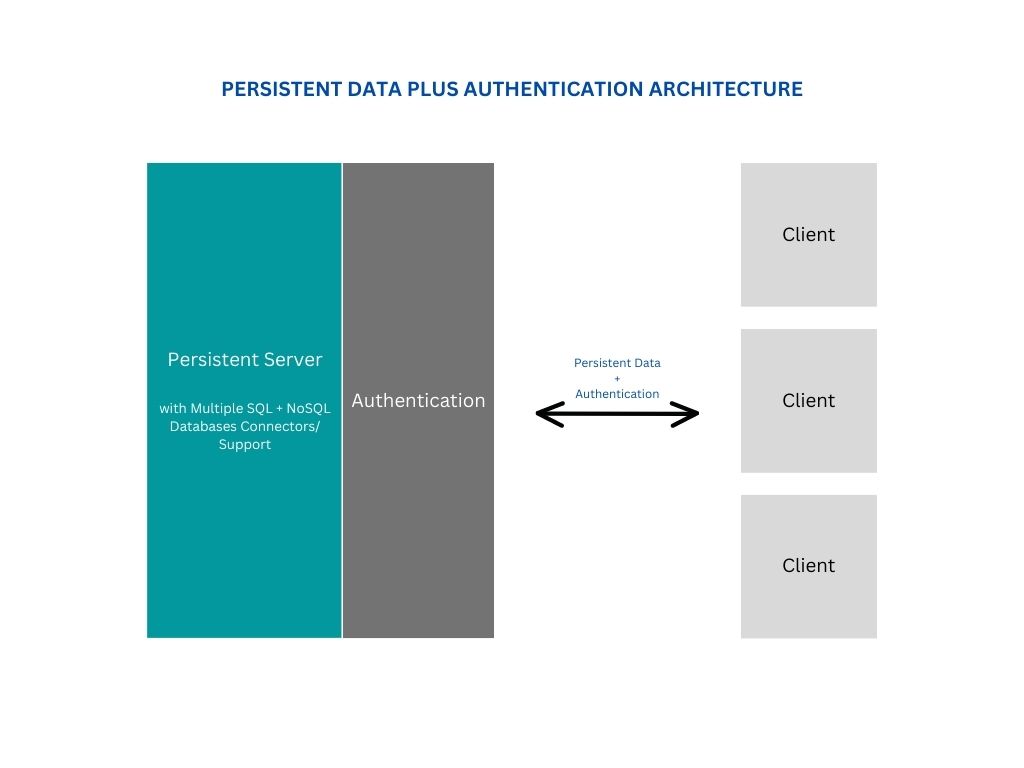 PERSISTENT DATA PLUS AUTHENTICATION ARCHITECTURE
Persistent Server
with Multiple SQL + NoSQL
Databases Connectors/
Support
Authentication
Persistent Data
+
Authentication
Client
Client
Client